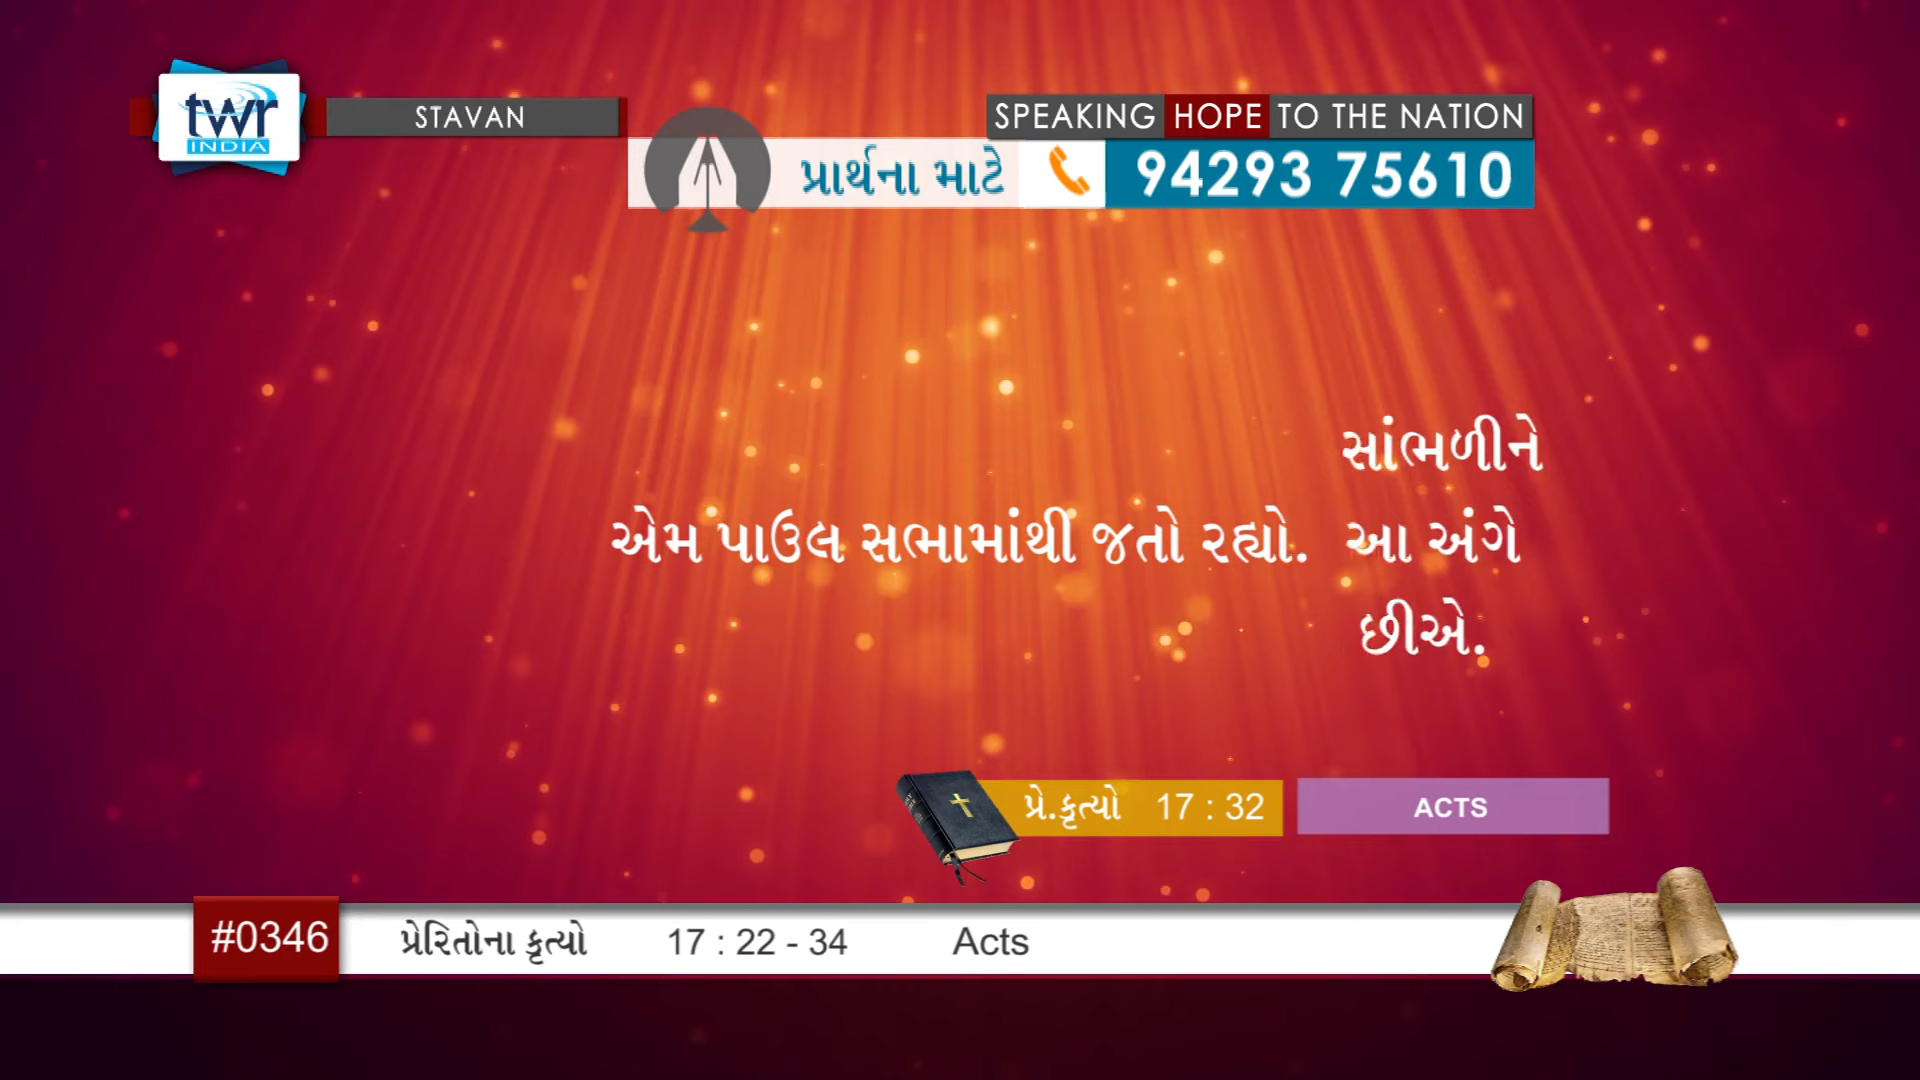 twr
INDIA
STAVAN
SPEAKING HOPE TO THE NATION
પ્રાર્થના માટે 94293 75610
સાંભળીને
એમ પાઉલ સભામાંથી જતો રહ્યો. આ અંગે
છીએ.
પ્રે.કૃત્યો 17 : 32
ACTS
#0346 પ્રેરિતોના કૃત્યો 17 : 22 - 34 Acts